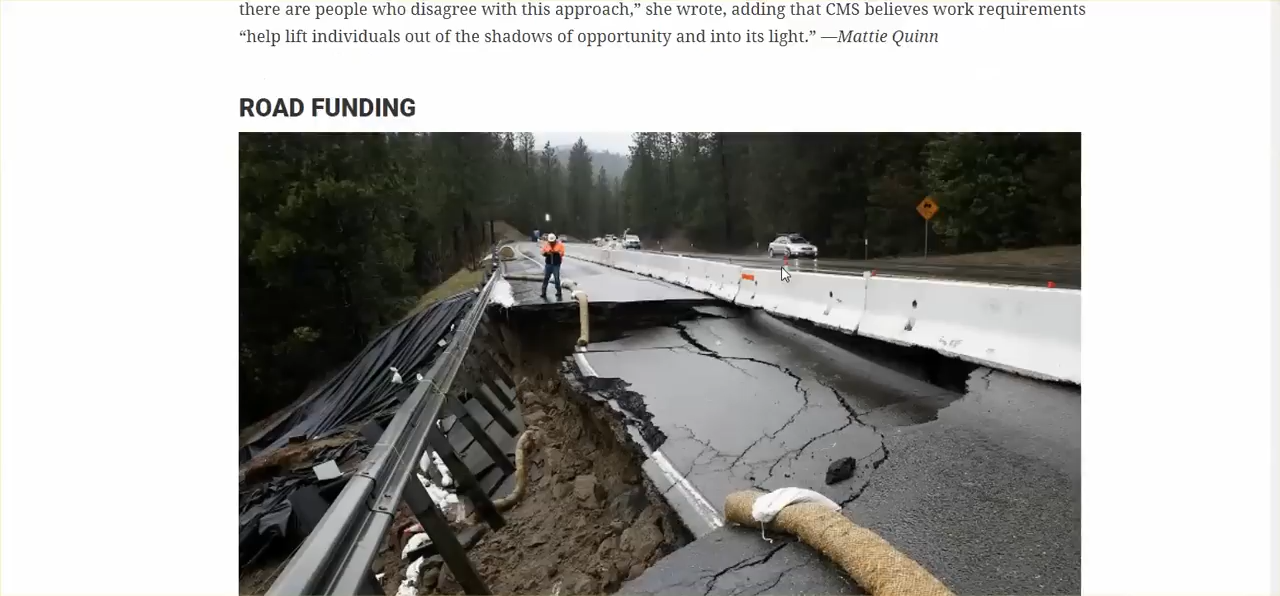 there are people who disagree with this approach,” she wrote, adding that CMS believes work requirements
“help lift individuals out of the shadows of opportunity and into its light.” —Mattie Quinn
ROAD FUNDING